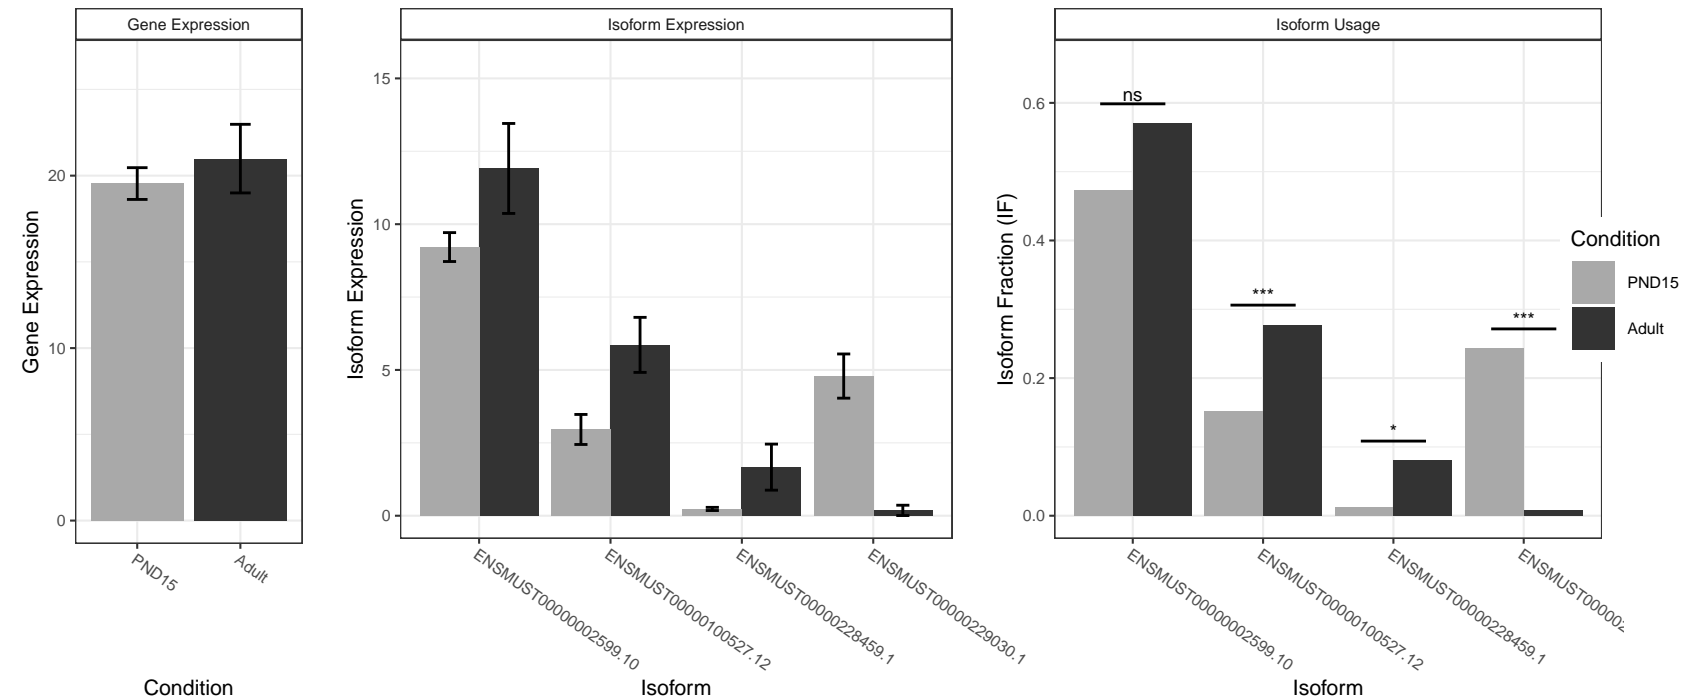 Gene Expression
Gene Expression
20
10
0
PND15
Adult
Condition
Isoform Expression
Isoform Expression
15
10
5
0
ENSMUST00000002599.10
ENSMUST00000100527.12
ENSMUST00000228459.1
ENSMUST00000229030.1
Isoform
Isoform Usage
Isoform Fraction (IF)
0.6
0.4
0.2
0.0
ns
***
*
***
ENSMUST00000002599.10
ENSMUST00000100527.12
ENSMUST00000228459.1
Isoform
Condition
PND15
Adult